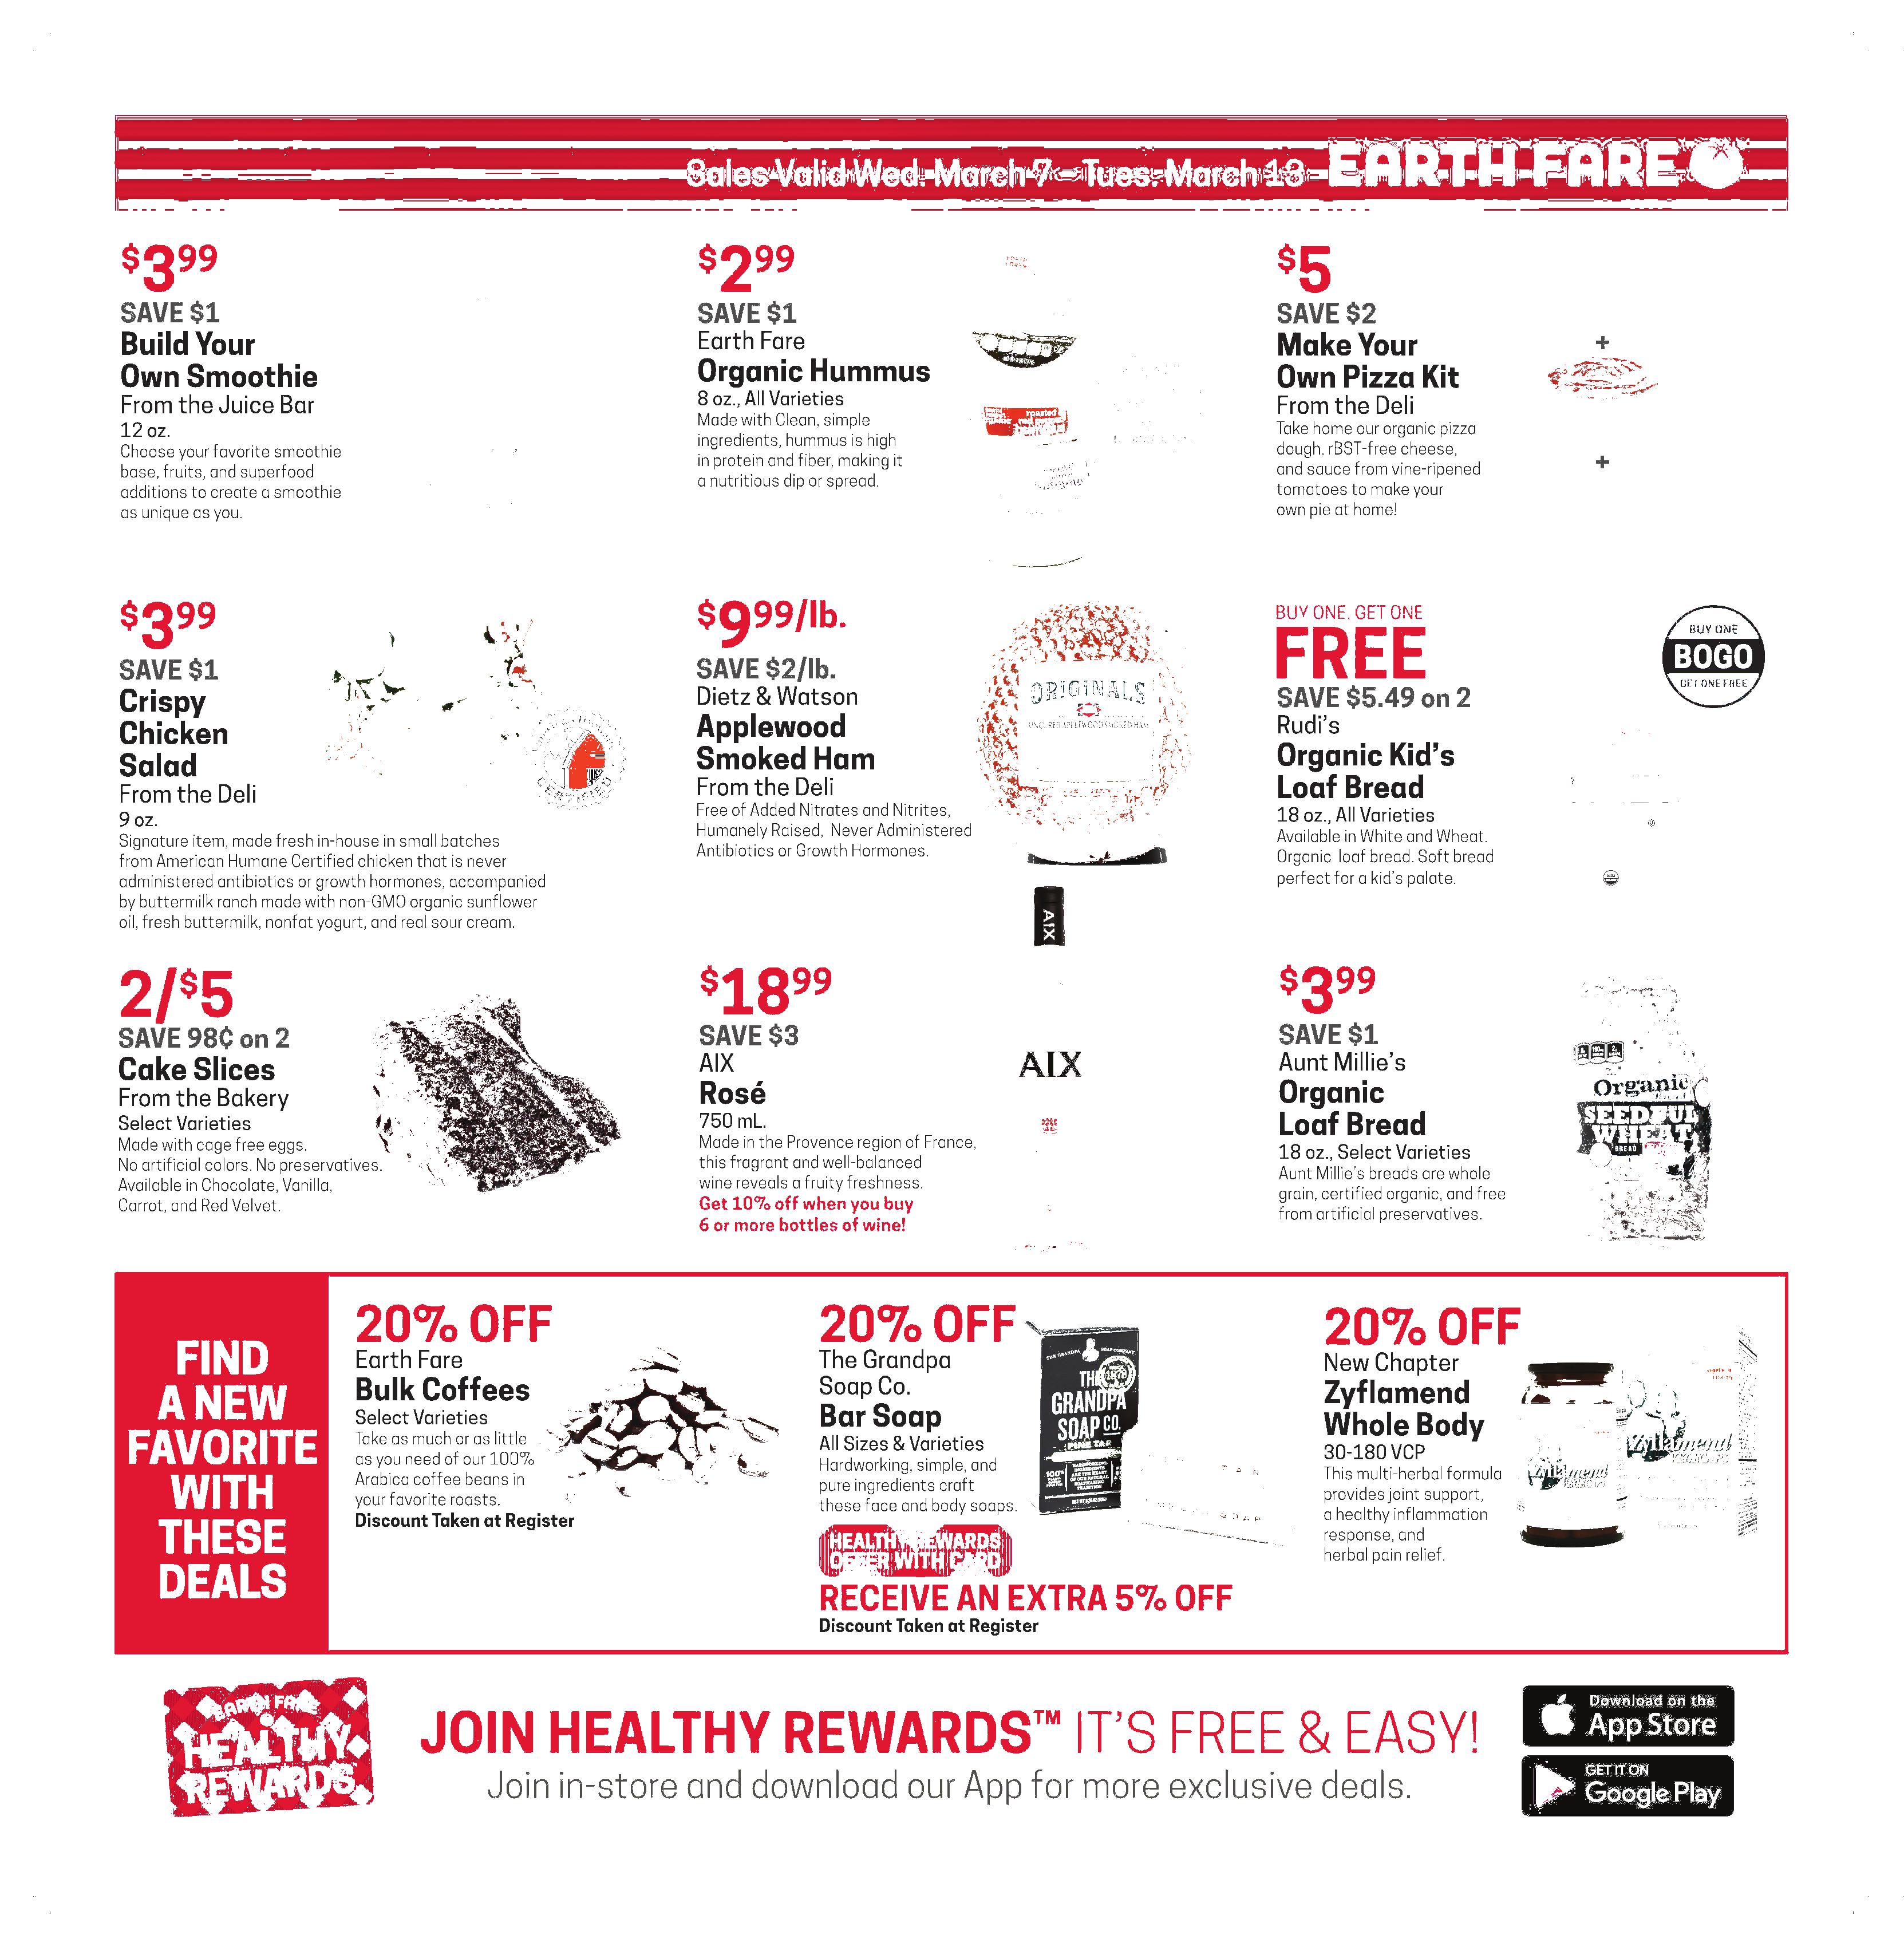 Sales Valid Wed. March 7 – Tues. March 13 EARTH FARE
$3.99
SAVE $1
Build Your
Own Smoothie
From the Juice Bar
12 oz.
Choose your favorite smoothie
base, fruits, and superfood
additions to create a smoothie
as unique as you.
$2.99
SAVE $1
Earth Fare
Organic Hummus
8 oz., All Varieties
Made with Clean, simple
ingredients, hummus is high
in protein and fiber, making it
a nutritious dip or spread.
roasted
$5
SAVE $2
Make Your
Own Pizza Kit
From the Deli
Take home our organic pizza
dough, rBST-free cheese,
and sauce from vine-ripened
tomatoes to make your
own pie at home!
+
+
$3.99
SAVE $1
Crispy
Chicken
Salad
From the Deli
9 oz.
Signature item, made fresh in-house in small batches
from American Humane Certified chicken that is never
administered antibiotics or growth hormones, accompanied
by buttermilk ranch made with non-GMO organic sunflower
oil, fresh buttermilk, nonfat yogurt, and real sour cream.
CERTIFIED
$9.99/lb.
SAVE $2/lb.
Dietz & Watson
Applewood
Smoked Ham
From the Deli
Free of Added Nitrates and Nitrites,
Humanely Raised, Never Administered
Antibiotics or Growth Hormones.
ORIGINALS
UNCURED APPLEWOOD SMOKED HAM
BUY ONE, GET ONE
FREE
SAVE $5.49 on 2
Rudi's
Organic Kid's
Loaf Bread
18 oz., All Varieties
Available in White and Wheat.
Organic loaf bread. Soft bread
perfect for a kid's palate.
BUY ONE
BOGO
GET ONE FREE
2/$5
SAVE 98¢ on 2
Cake Slices
From the Bakery
Select Varieties
Made with cage free eggs.
No artificial colors. No preservatives.
Available in Chocolate, Vanilla,
Carrot, and Red Velvet.
$18.99
SAVE $3
AIX
Rosé
750 mL.
Made in the Provence region of France,
this fragrant and well-balanced
wine reveals a fruity freshness.
Get 10% off when you buy
6 or more bottles of wine!
AIX
AIX
$3.99
SAVE $1
Aunt Millie's
Organic
Loaf Bread
18 oz., Select Varieties
Aunt Millie's breads are whole
grain, certified organic, and free
from artificial preservatives.
Organic
SEEDFUL
WHEAT
BREAD
FIND
A NEW
FAVORITE
WITH
THESE
DEALS
20% OFF
Earth Fare
Bulk Coffees
Select Varieties
Take as much or as little
as you need of our 100%
Arabica coffee beans in
your favorite roasts.
Discount Taken at Register
20% OFF
The Grandpa
Soap Co.
Bar Soap
All Sizes & Varieties
Hardworking, simple, and
pure ingredients craft
these face and body soaps.
HEALTHY REWARDS
OFFER WITH CARD
RECEIVE AN EXTRA 5% OFF
Discount Taken at Register
THE GRANDPA SOAP COMPANY
THE
1878
GRANDPA
SOAP CO.
PINE TAR
TAR
SOAP
20% OFF
New Chapter
Zyflamend
Whole Body
30-180 VCP
This multi-herbal formula
provides joint support,
a healthy inflammation
response, and
herbal pain relief.
Zyflamend
Zyflamend
EARTH FARE
HEALTHY
REWARDS
JOIN HEALTHY REWARDS™ IT'S FREE & EASY!
Join in-store and download our App for more exclusive deals.
Download on the
App Store
GET IT ON
Google Play